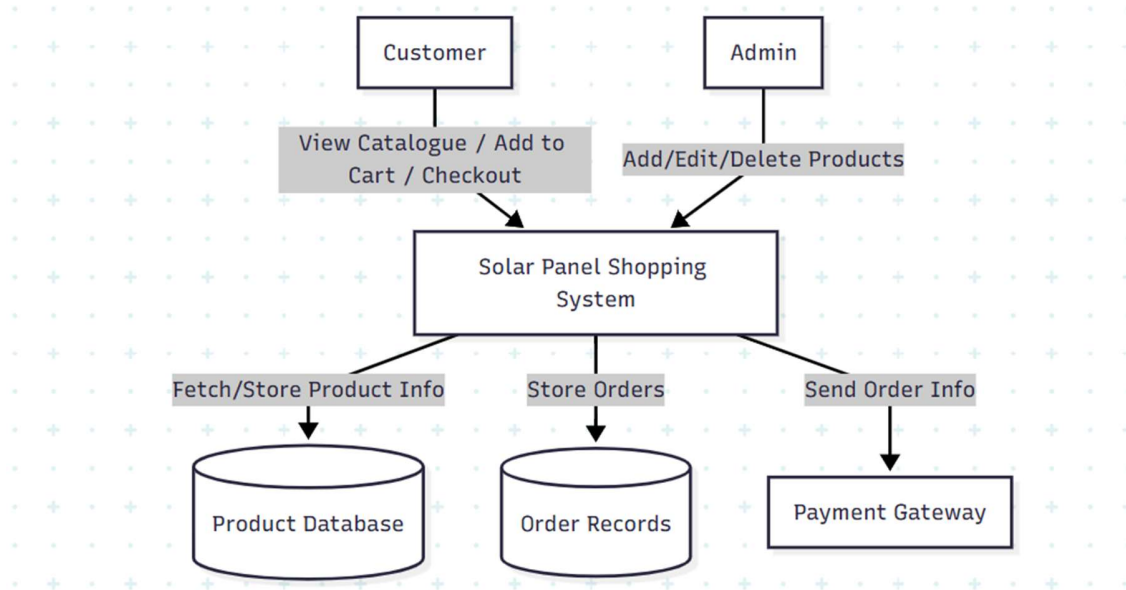 Customer
Admin
View Catalogue / Add to
Cart / Checkout
Add/Edit/Delete Products
Solar Panel Shopping
System
Fetch/Store Product Info
Store Orders
Send Order Info
Product Database
Order Records
Payment Gateway